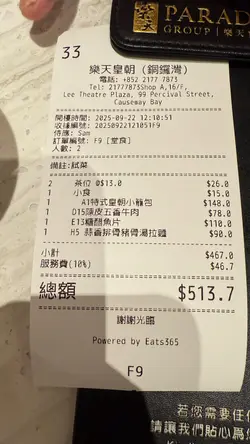 PARAD
GROUP | 樂天
33
樂天皇朝 (銅鑼灣)
電話: +852 2177 7873
Tel: 21777873Shop A,16/F,
Lee Theatre Plaza, 99 Percival Street,
Causeway Bay
開檯時間: 2025-09-22 12:10:51
收據編號: 20250922121051F9
侍應: Sam
訂單編號: F9 [堂食]
人數: 2
備註:試菜
2 茶位 @$13.0 $26.0
1 小食 $15.0
1 A1特式皇朝小籠包 $148.0
1 D15陳皮五香牛肉 $78.0
1 E13糖醋魚片 $110.0
1 H5 蒜香排骨豬骨湯拉麵 $90.0
小計 $467.0
服務費(10%) $46.7
總額 $513.7
謝謝光臨
Powered by Eats365
F9
若您需要任
請讓我們貼心為